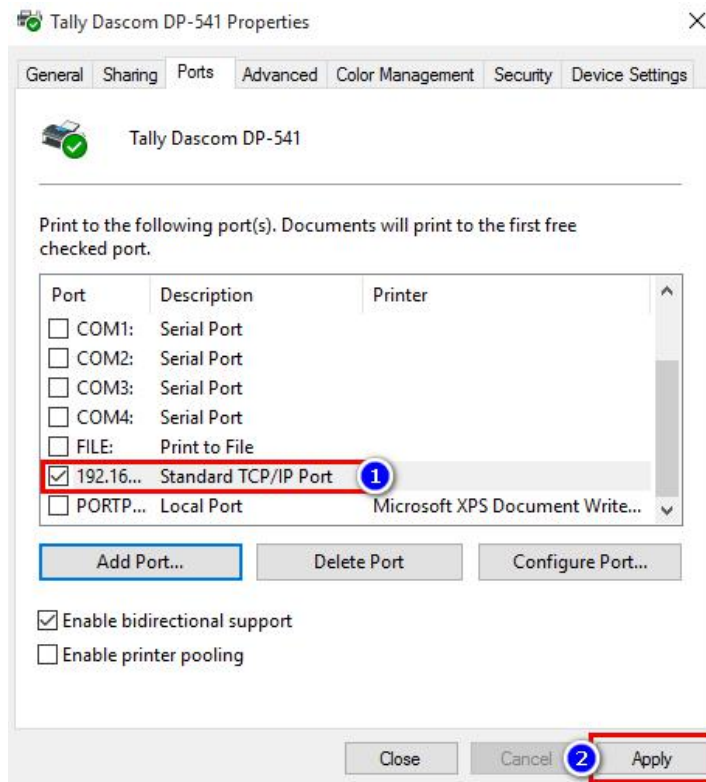 Tally Dascom DP-541 Properties
General Sharing Ports Advanced Color Management Security Device Settings
Tally Dascom DP-541
Print to the following port(s). Documents will print to the first free
checked port.
Port Description Printer
COM1: Serial Port
COM2: Serial Port
COM3: Serial Port
COM4: Serial Port
FILE: Print to File
192.16... Standard TCP/IP Port 1
PORTP... Local Port Microsoft XPS Document Write...
Add Port... Delete Port Configure Port...
Enable bidirectional support
Enable printer pooling
Close Cancel 2 Apply